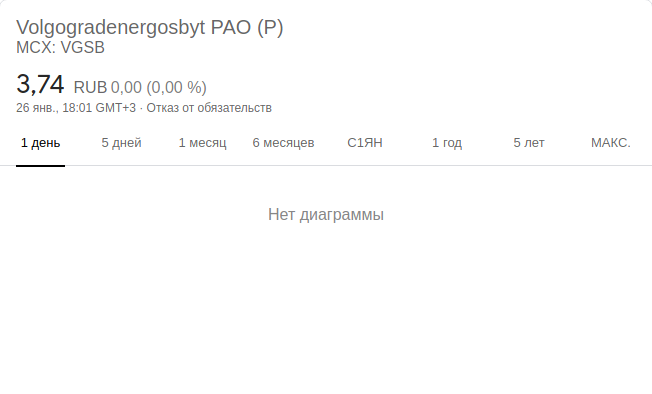 Volgogradenergosbyt PAO (P)
MCX: VGSB
3,74 RUB 0,00 (0,00 %)
26 янв., 18:01 GMT+3 · Отказ от обязательств
1 день 5 дней 1 месяц 6 месяцев С1ЯН 1 год 5 лет МАКС.
Нет диаграммы